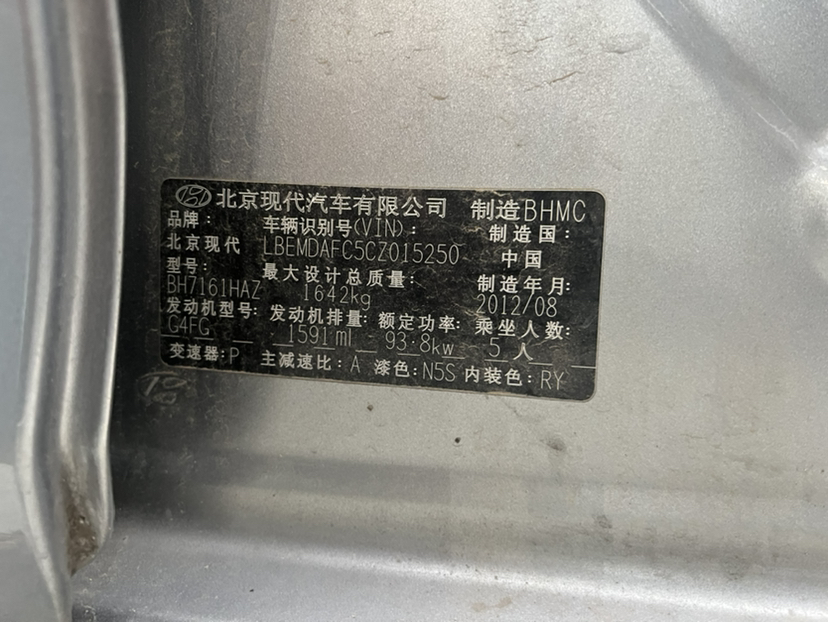 北京现代汽车有限公司 制造BHMC
品牌: 车辆识别号(VIN): 制造国:
北京现代 LBEMDAFC5CZ015250 中国
型号: 最大设计总质量: 制造年月:
BH7161HAZ 1642kg 2012/08
发动机型号: 发动机排量: 额定功率: 乘坐人数:
G4FG 1591ml 93.8kw 5人
变速器:P 主减速比:A 漆色:N5S 内装色:RY